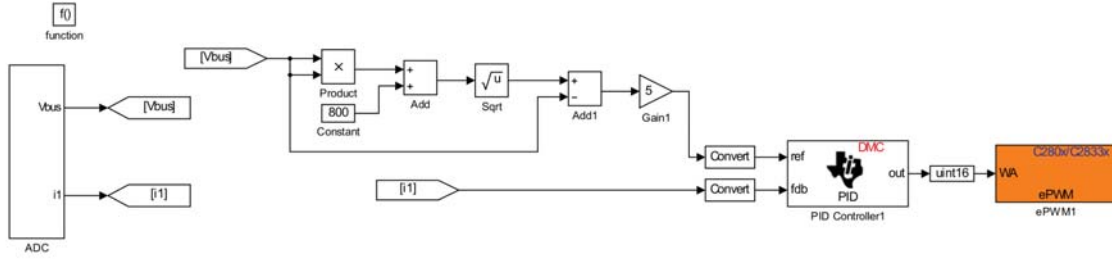 f()
function
Vbus
i1
ADC
[Vbus]
[i1]
[Vbus]
×
Product
800
Constant
+
+
Add
√u
Sqrt
+
−
Add1
5
Gain1
[i1]
Convert
Convert
DMC
ref
fdb
out
PID
PID Controller1
uint16
C280x/C2833x
WA
ePWM
ePWM1